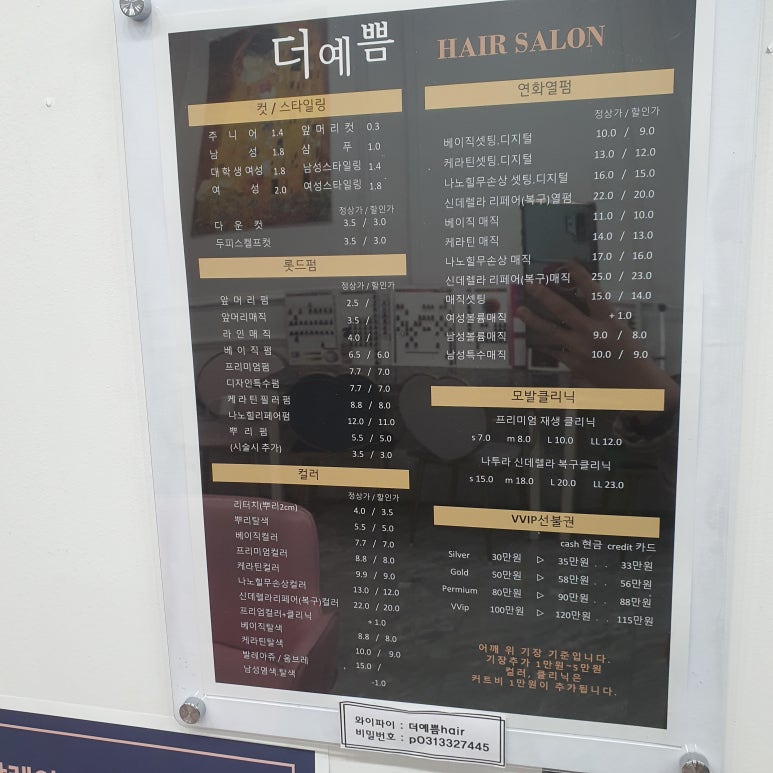 더예쁨 HAIR SALON
컷 / 스타일링
주 니 어 1.4 앞머리컷 0.3
남 성 1.8 샴 푸 1.0
대학생여성 1.8 남성스타일링 1.4
여 성 2.0 여성스타일링 1.8
정상가 / 할인가
다 운 컷 3.5 / 3.0
두피스켈프컷 3.5 / 3.0
롯드펌
정상가 / 할인가
앞머리펌 2.5 /
앞머리매직 3.5 /
라인매직 4.0 /
베이직펌 6.5 / 6.0
프리미엄펌 7.7 / 7.0
디자인특수펌 7.7 / 7.0
케라틴필러펌 8.8 / 8.0
나노힐리페어펌 12.0 / 11.0
뿌 리 펌 5.5 / 5.0
(시술시 추가) 3.5 / 3.0
컬러
정상가 / 할인가
리터치(뿌리2cm) 4.0 / 3.5
뿌리탈색 5.5 / 5.0
베이직컬러 7.7 / 7.0
프리미엄컬러 8.8 / 8.0
케라틴컬러 9.9 / 9.0
나노힐무손상컬러 13.0 / 12.0
신데렐라리페어(복구)컬러 22.0 / 20.0
프리엄컬러+클리닉 + 1.0
베이직탈색 8.8 / 8.0
케라틴탈색 10.0 / 9.0
발레아쥬 / 옴브레 15.0 /
남성염색.탈색 -1.0
연화열펌
정상가 / 할인가
베이직셋팅.디지털 10.0 / 9.0
케라틴셋팅.디지털 13.0 / 12.0
나노힐무손상 셋팅.디지털 16.0 / 15.0
신데렐라 리페어(복구)열펌 22.0 / 20.0
베이직 매직 11.0 / 10.0
케라틴 매직 14.0 / 13.0
나노힐무손상 매직 17.0 / 16.0
신데렐라 리페어(복구)매직 25.0 / 23.0
매직셋팅 15.0 / 14.0
여성볼륨매직 + 1.0
남성볼륨매직 9.0 / 8.0
남성특수매직 10.0 / 9.0
모발클리닉
프리미엄 재생 클리닉
s 7.0 m 8.0 L 10.0 LL 12.0
나투라 신데렐라 복구클리닉
s 15.0 m 18.0 L 20.0 LL 23.0
VVIP선불권
cash 현금 credit 카드
Silver 30만원 ▷ 35만원 . . 33만원
Gold 50만원 ▷ 58만원 . . 56만원
Permium 80만원 ▷ 90만원 . . 88만원
VVip 100만원 ▷ 120만원 . . 115만원
어깨 위 기장 기준입니다.
기장추가 1만원~5만원
컬러, 클리닉은
커트비 1만원이 추가됩니다.
와이파이 : 더예쁨hair
비밀번호 : p0313327445